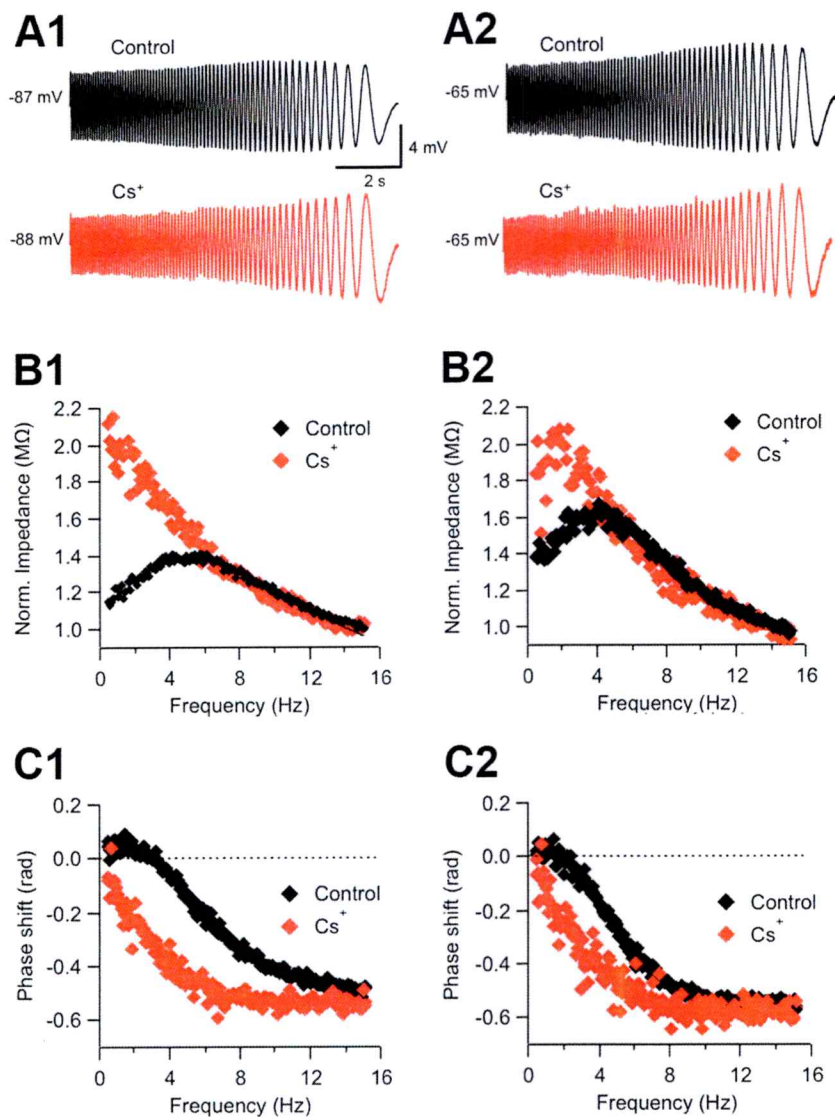 A1
Control
-87 mV
4 mV
2 s
Cs+
-88 mV
A2
Control
-65 mV
Cs+
-65 mV
B1
2.2
2.0
1.8
1.6
1.4
1.2
1.0
Norm. Impedance (MΩ)
Control
Cs+
0 4 8 12 16
Frequency (Hz)
B2
2.2
2.0
1.8
1.6
1.4
1.2
1.0
Norm. Impedance (MΩ)
Control
Cs+
0 4 8 12 16
Frequency (Hz)
C1
0.2
0.0
-0.2
-0.4
-0.6
Phase shift (rad)
Control
Cs+
0 4 8 12 16
Frequency (Hz)
C2
0.2
0.0
-0.2
-0.4
-0.6
Phase shift (rad)
Control
Cs+
0 4 8 12 16
Frequency (Hz)